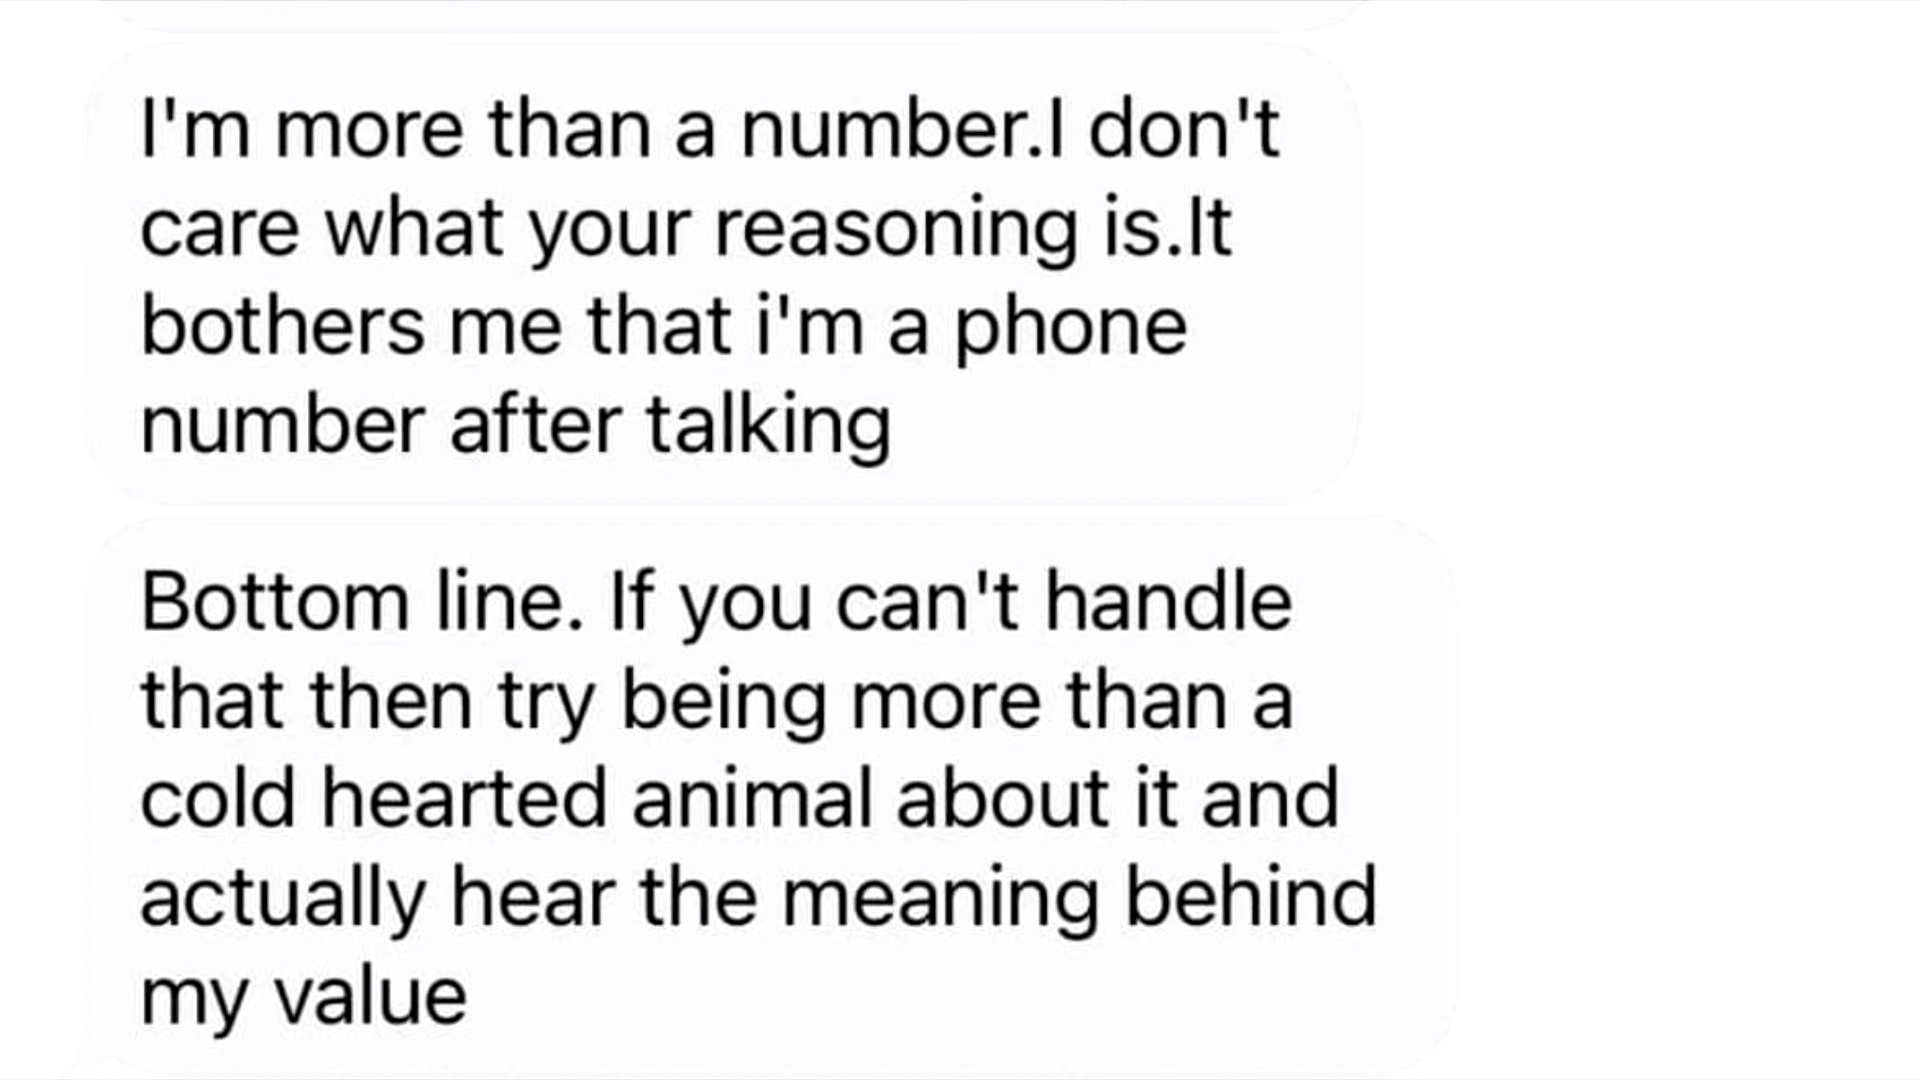 I'm more than a number.I don't
care what your reasoning is.It
bothers me that i'm a phone
number after talking
Bottom line. If you can't handle
that then try being more than a
cold hearted animal about it and
actually hear the meaning behind
my value